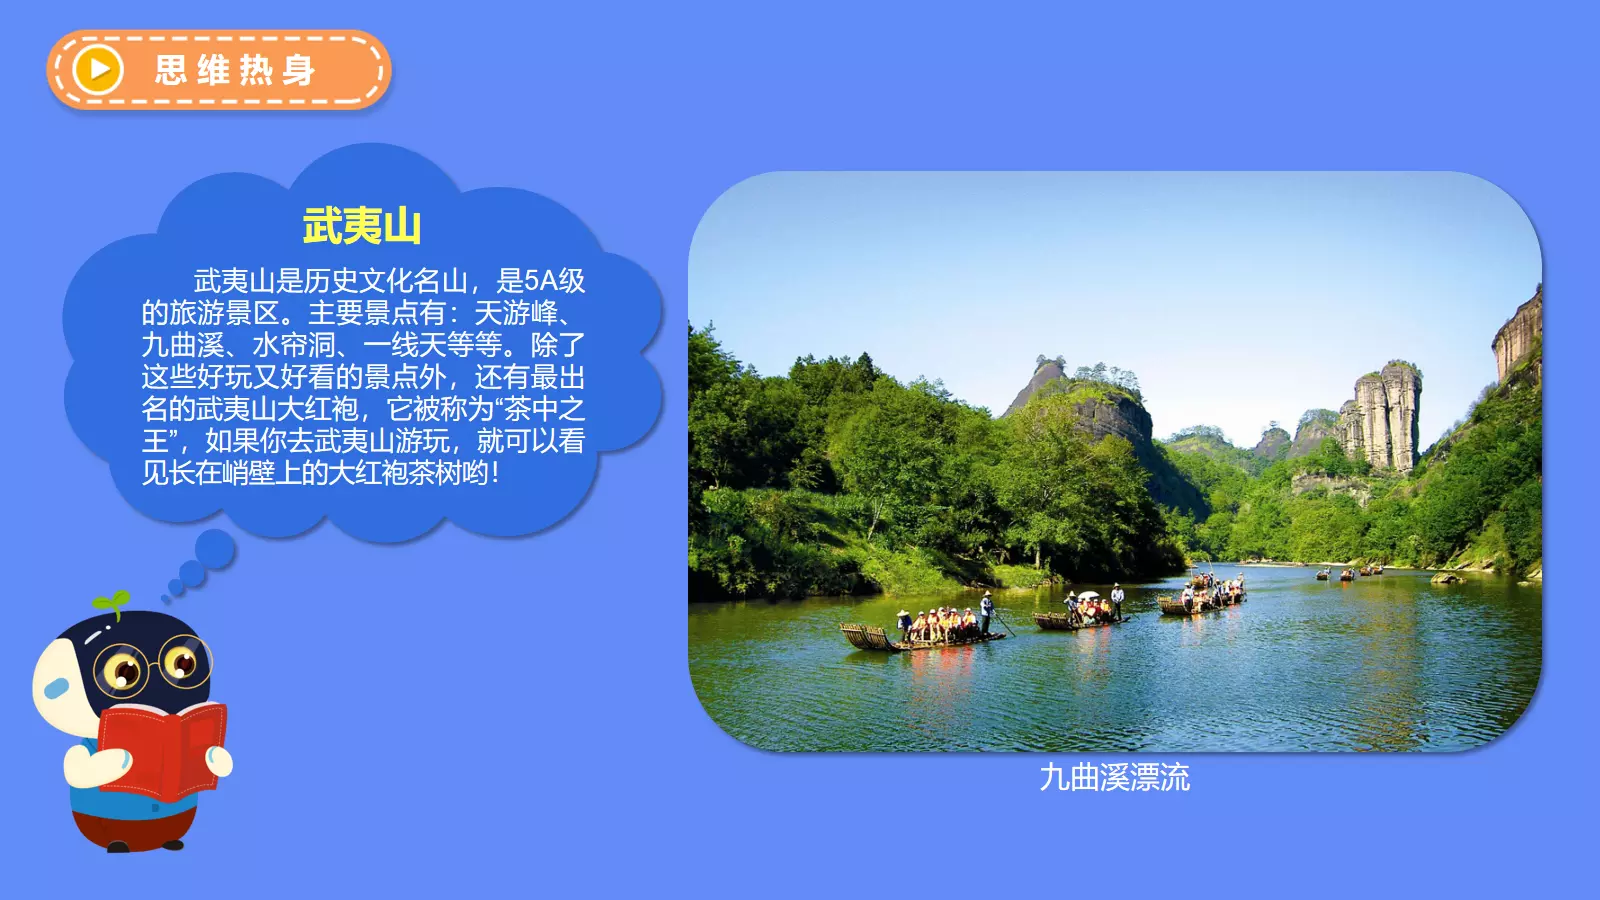 思维热身
武夷山
武夷山是历史文化名山，是5A级
的旅游景区。主要景点有：天游峰、
九曲溪、水帘洞、一线天等等。除了
这些好玩又好看的景点外，还有最出
名的武夷山大红袍，它被称为“茶中之
王”，如果你去武夷山游玩，就可以看
见长在峭壁上的大红袍茶树哟！
九曲溪漂流